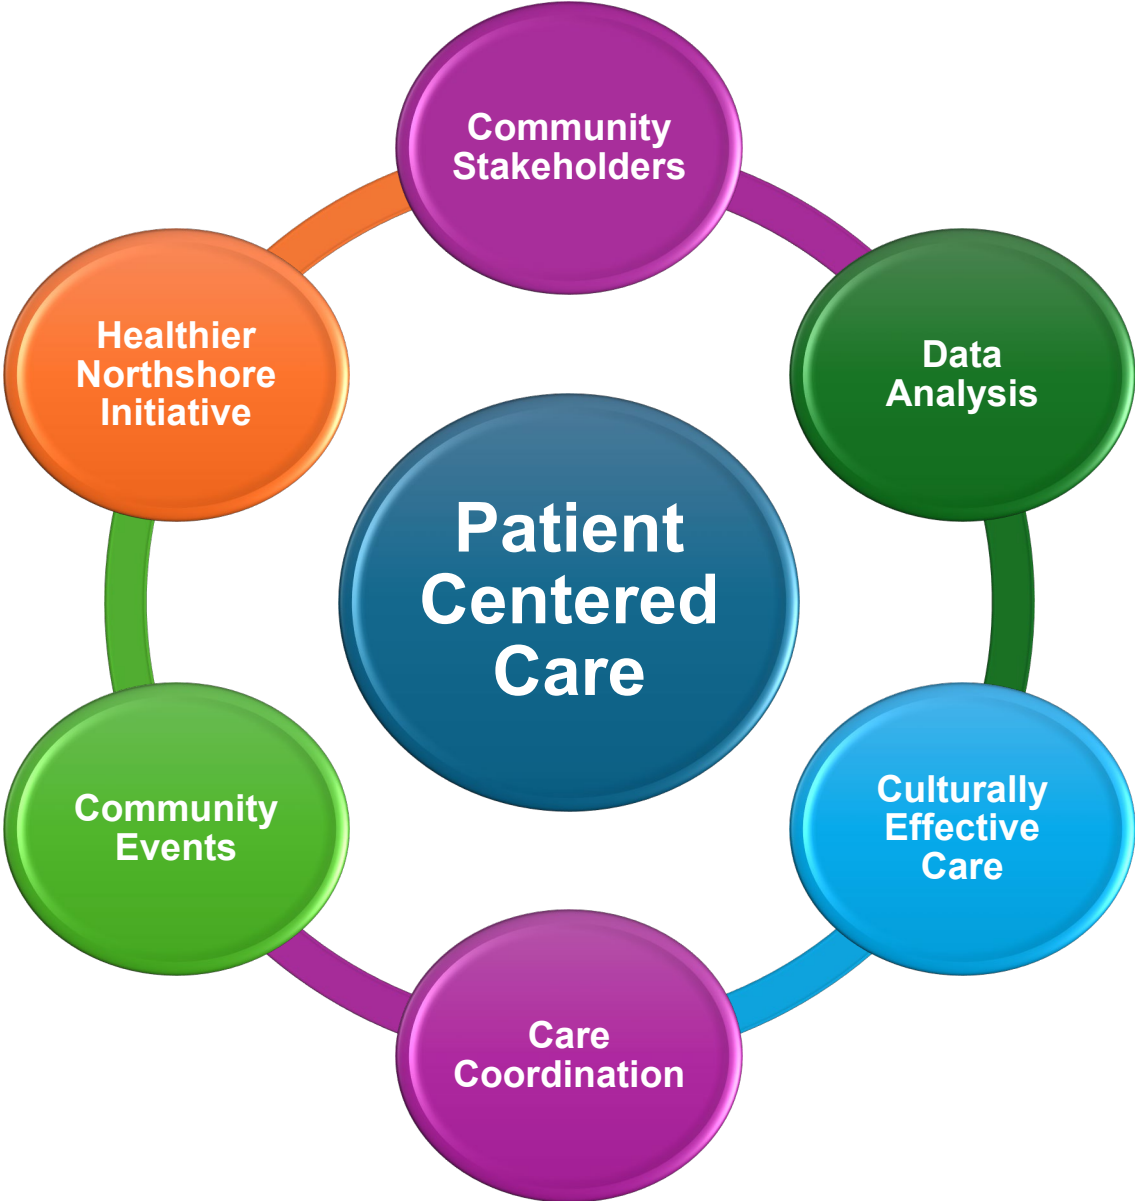 Community
Stakeholders
Data
Analysis
Culturally
Effective
Care
Care
Coordination
Community
Events
Healthier
Northshore
Initiative
Patient
Centered
Care